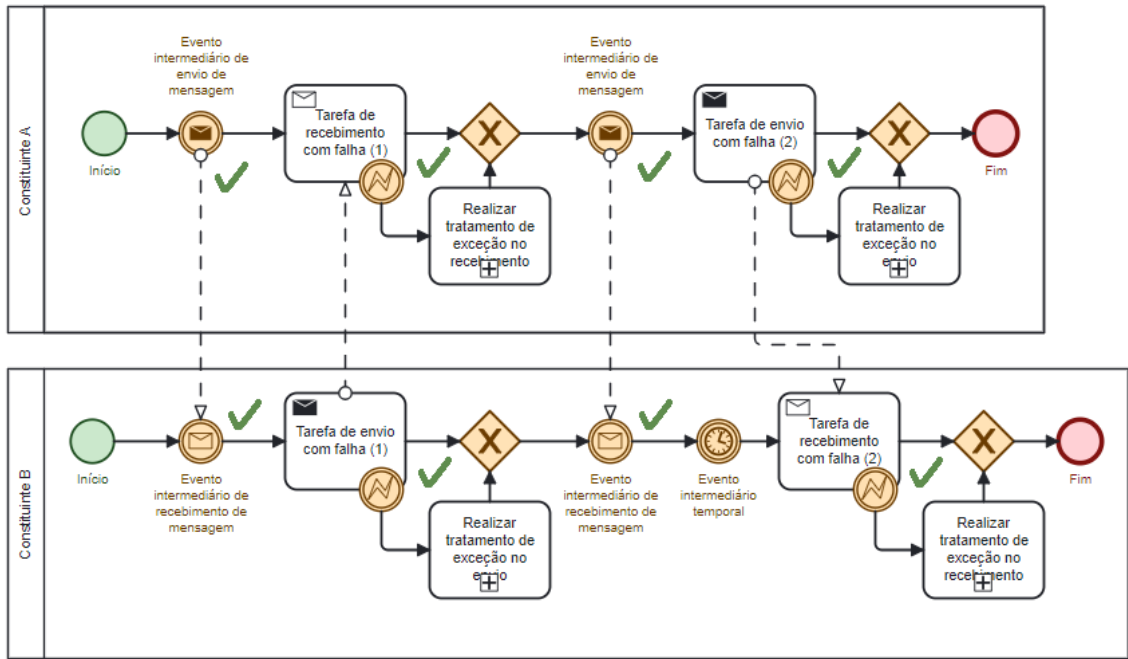 Constituinte A
Evento
intermediário de
envio de
mensagem
Início
Tarefa de
recebimento
com falha (1)
Realizar
tratamento de
exceção no
recebimento
Evento
intermediário de
envio de
mensagem
Tarefa de envio
com falha (2)
Realizar
tratamento de
exceção no
envio
Fim
Constituinte B
Início
Evento
intermediário de
recebimento de
mensagem
Tarefa de envio
com falha (1)
Realizar
tratamento de
exceção no
envio
Evento
intermediário de
recebimento de
mensagem
Evento
intermediário
temporal
Tarefa de
recebimento
com falha (2)
Realizar
tratamento de
exceção no
recebimento
Fim